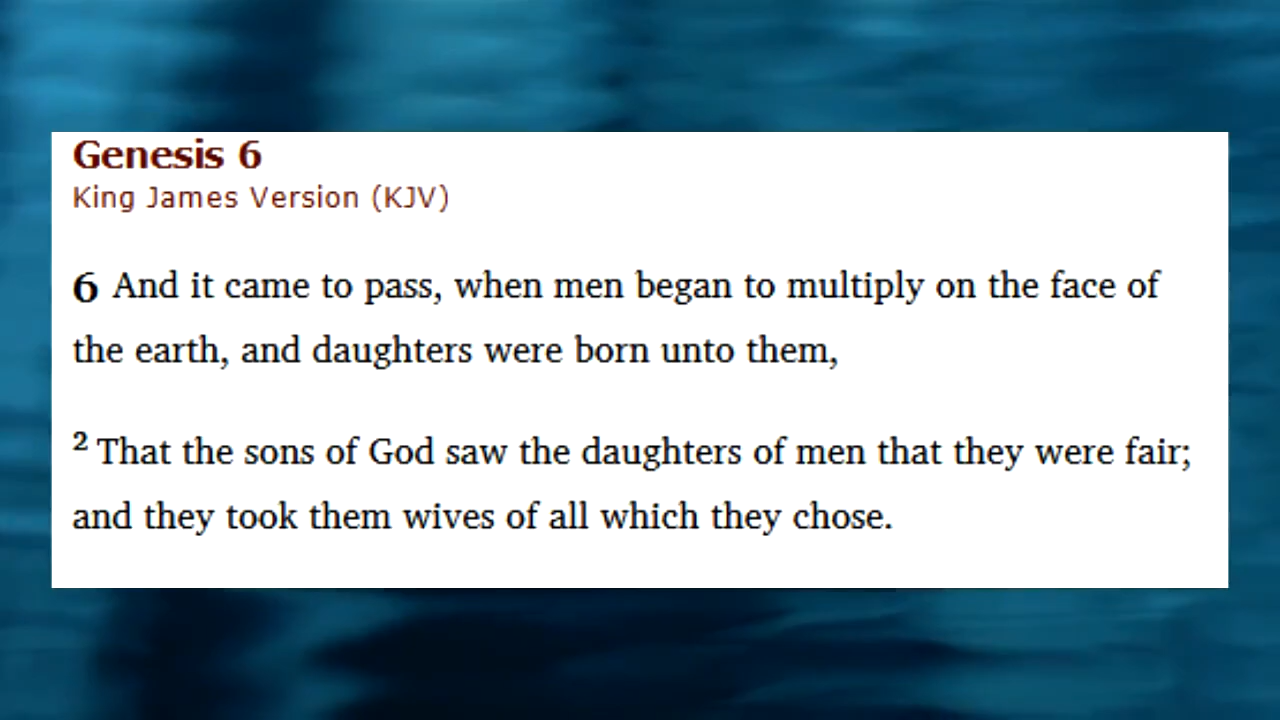 Genesis 6
King James Version (KJV)
6 And it came to pass, when men began to multiply on the face of
the earth, and daughters were born unto them,
2 That the sons of God saw the daughters of men that they were fair;
and they took them wives of all which they chose.